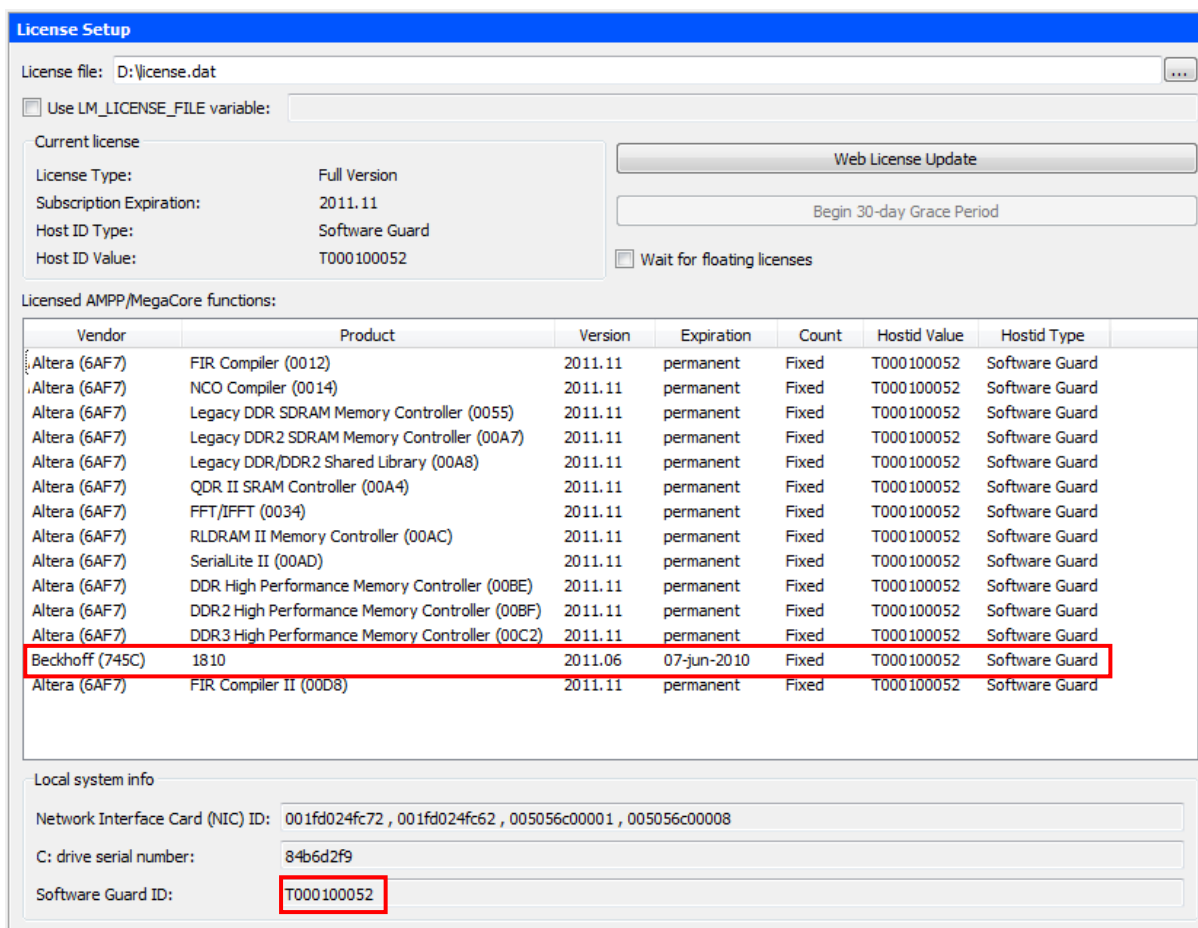 License Setup
License file: D:\license.dat ...
Use LM_LICENSE_FILE variable:
Current license
License Type: Full Version
Subscription Expiration: 2011.11
Host ID Type: Software Guard
Host ID Value: T000100052
Web License Update
Begin 30-day Grace Period
Wait for floating licenses
Licensed AMPP/MegaCore functions:
Vendor Product Version Expiration Count Hostid Value Hostid Type
Altera (6AF7) FIR Compiler (0012) 2011.11 permanent Fixed T000100052 Software Guard
Altera (6AF7) NCO Compiler (0014) 2011.11 permanent Fixed T000100052 Software Guard
Altera (6AF7) Legacy DDR SDRAM Memory Controller (0055) 2011.11 permanent Fixed T000100052 Software Guard
Altera (6AF7) Legacy DDR2 SDRAM Memory Controller (00A7) 2011.11 permanent Fixed T000100052 Software Guard
Altera (6AF7) Legacy DDR/DDR2 Shared Library (00A8) 2011.11 permanent Fixed T000100052 Software Guard
Altera (6AF7) QDR II SRAM Controller (00A4) 2011.11 permanent Fixed T000100052 Software Guard
Altera (6AF7) FFT/IFFT (0034) 2011.11 permanent Fixed T000100052 Software Guard
Altera (6AF7) RLDRAM II Memory Controller (00AC) 2011.11 permanent Fixed T000100052 Software Guard
Altera (6AF7) SerialLite II (00AD) 2011.11 permanent Fixed T000100052 Software Guard
Altera (6AF7) DDR High Performance Memory Controller (00BE) 2011.11 permanent Fixed T000100052 Software Guard
Altera (6AF7) DDR2 High Performance Memory Controller (00BF) 2011.11 permanent Fixed T000100052 Software Guard
Altera (6AF7) DDR3 High Performance Memory Controller (00C2) 2011.11 permanent Fixed T000100052 Software Guard
Beckhoff (745C) 1810 2011.06 07-jun-2010 Fixed T000100052 Software Guard
Altera (6AF7) FIR Compiler II (00D8) 2011.11 permanent Fixed T000100052 Software Guard
Local system info
Network Interface Card (NIC) ID: 001fd024fc72 , 001fd024fc62 , 005056c00001 , 005056c00008
C: drive serial number: 84b6d2f9
Software Guard ID: T000100052